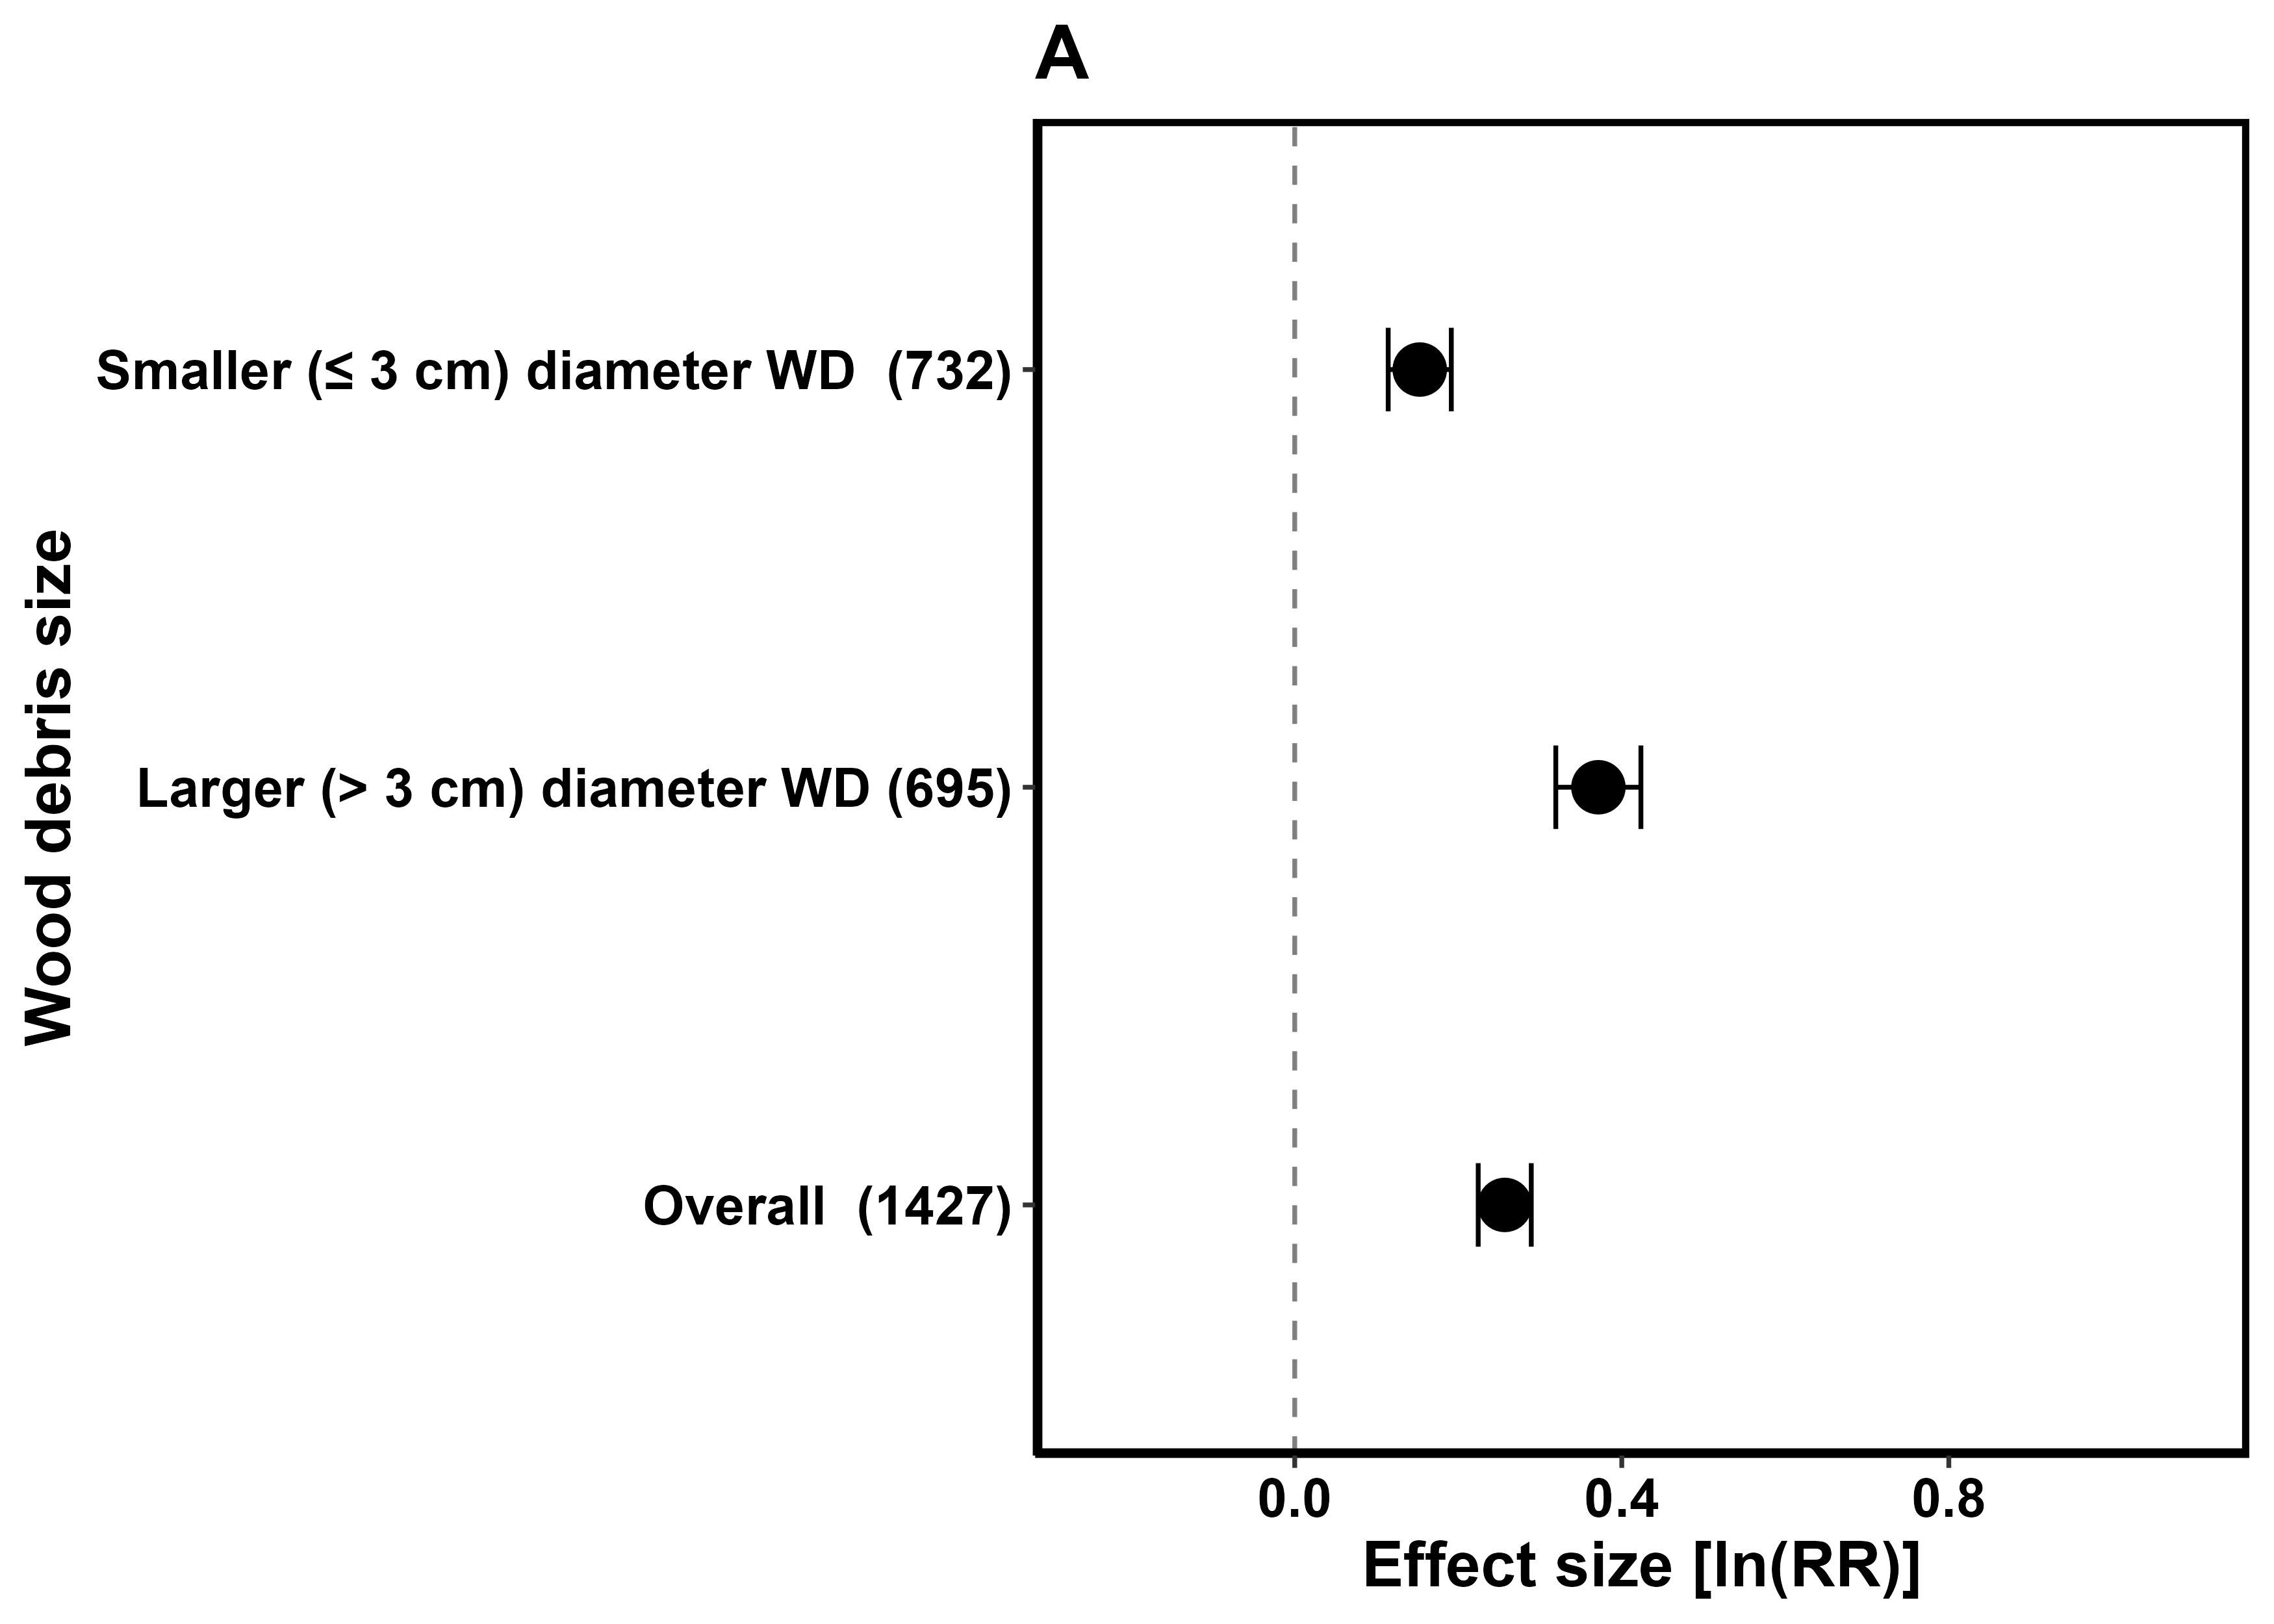 A
Wood debris size
Smaller (≤ 3 cm) diameter WD  (732)
Larger (> 3 cm) diameter WD (695)
Overall  (1427)
0.0 0.4 0.8
Effect size [ln(RR)]